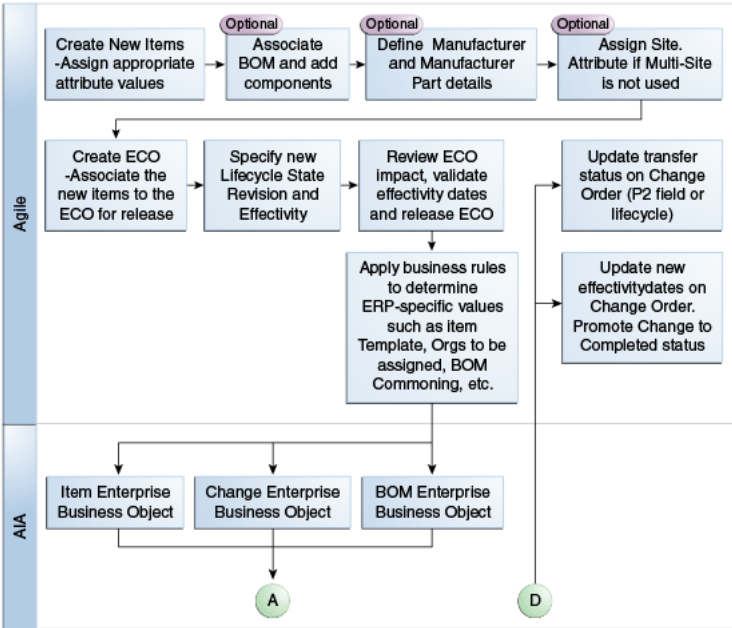 Optional
Create New Items
-Assign appropriate
attribute values
Optional
Associate
BOM and add
components
Optional
Define Manufacturer
and Manufacturer
Part details
Assign Site.
Attribute if Multi-Site
is not used
Agile
Create ECO
-Associate the
new items to the
ECO for release
Specify new
Lifecycle State
Revision and
Effectivity
Review ECO
impact, validate
effectivity dates
and release ECO
Update transfer
status on Change
Order (P2 field or
lifecycle)
Apply business rules
to determine
ERP-specific values
such as item
Template, Orgs to be
assigned, BOM
Commoning, etc.
Update new
effectivitydates on
Change Order.
Promote Change to
Completed status
AIA
Item Enterprise
Business Object
Change Enterprise
Business Object
BOM Enterprise
Business Object
A
D